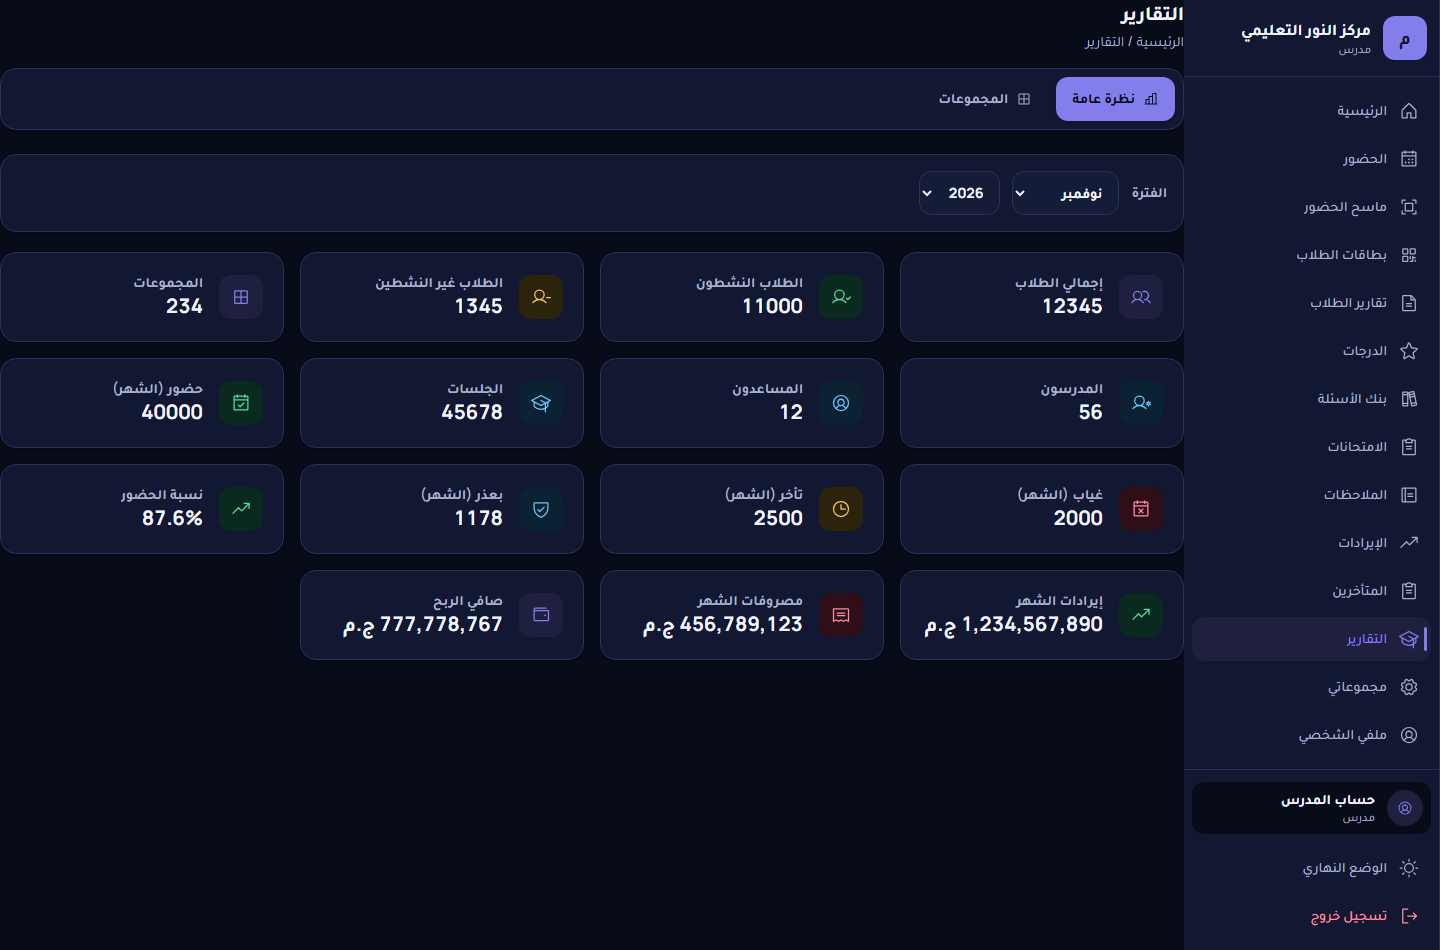 م
مركز النور التعليمي
مدرس
الرئيسية
الحضور
ماسح الحضور
بطاقات الطلاب
تقارير الطلاب
الدرجات
بنك الأسئلة
الامتحانات
الملاحظات
الإيرادات
المتأخرين
التقارير
مجموعاتي
ملفي الشخصي
حساب المدرس
مدرس
الوضع النهاري
تسجيل خروج
التقارير
الرئيسية / التقارير
نظرة عامة
المجموعات
الفترة
نوفمبر
2026
إجمالي الطلاب
12345
الطلاب النشطون
11000
الطلاب غير النشطين
1345
المجموعات
234
المدرسون
56
المساعدون
12
الجلسات
45678
حضور (الشهر)
40000
غياب (الشهر)
2000
تأخر (الشهر)
2500
بعذر (الشهر)
1178
نسبة الحضور
87.6%
إيرادات الشهر
1,234,567,890 ج.م
مصروفات الشهر
456,789,123 ج.م
صافي الربح
777,778,767 ج.م